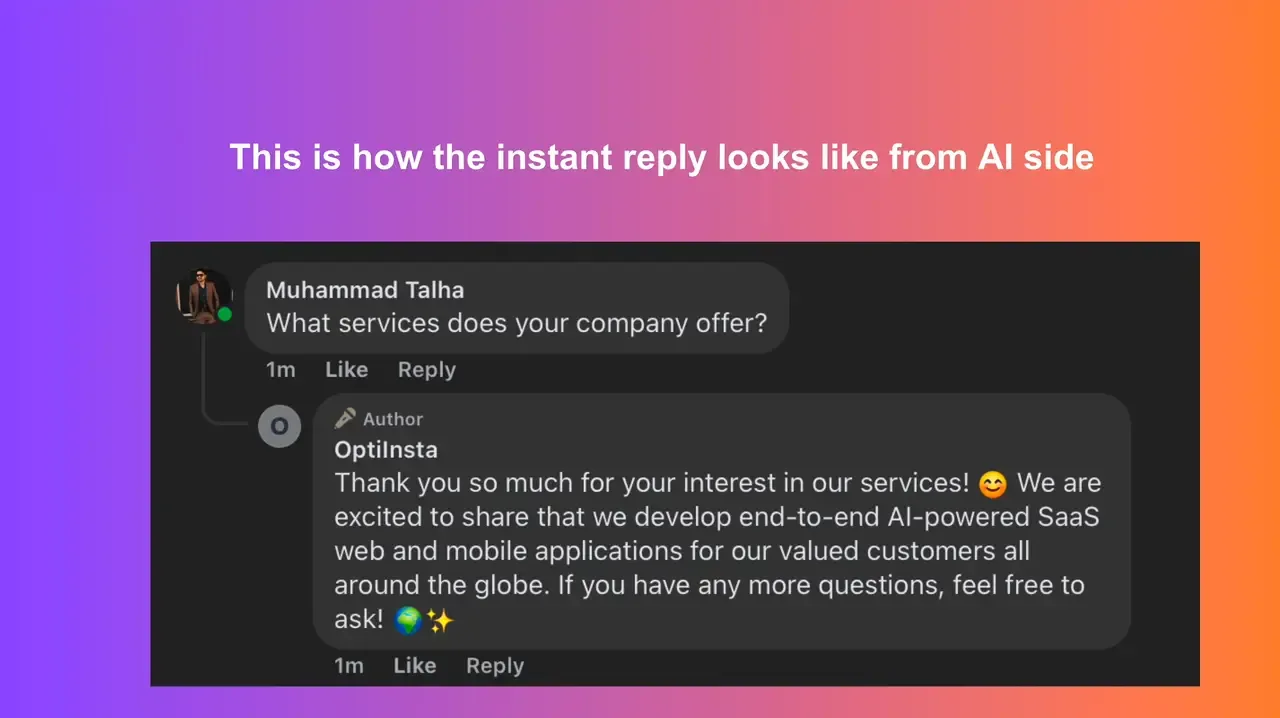 This is how the instant reply looks like from AI side
Muhammad Talha
What services does your company offer?
1m Like Reply
O
Author
OptiInsta
Thank you so much for your interest in our services! 😊 We are
excited to share that we develop end-to-end AI-powered SaaS
web and mobile applications for our valued customers all
around the globe. If you have any more questions, feel free to
ask! 🌍✨
1m Like Reply